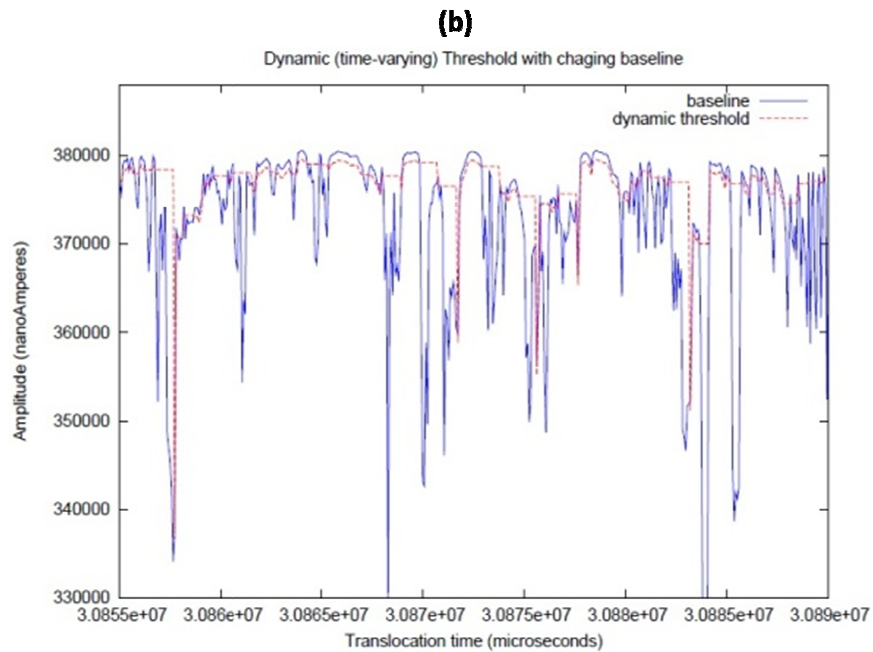 (b)
Dynamic (time-varying) Threshold with chaging baseline
baseline
dynamic threshold
380000
370000
360000
350000
340000
330000
Amplitude (nanoAmperes)
3.0855e+07 3.086e+07 3.0865e+07 3.087e+07 3.0875e+07 3.088e+07 3.0885e+07 3.089e+07
Translocation time (microseconds)